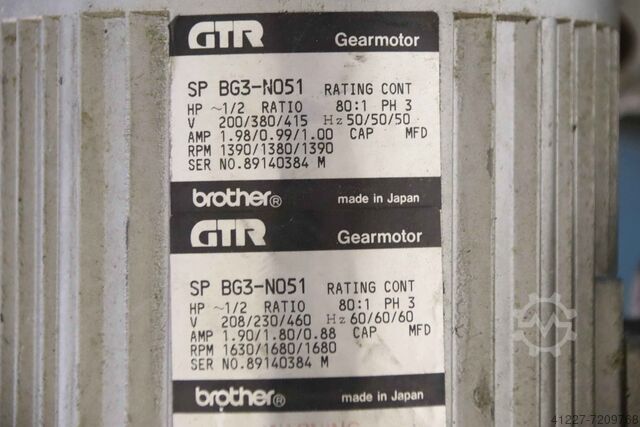 GTR Gearmotor
SP BG3-N051 RATING CONT
HP ~1/2 RATIO 80:1 PH 3
V 200/380/415 Hz 50/50/50
AMP 1.98/0.99/1.00 CAP MFD
RPM 1390/1380/1390
SER NO.89140384 M
brother® made in Japan
GTR Gearmotor
SP BG3-N051 RATING CONT
HP ~1/2 RATIO 80:1 PH 3
V 208/230/460 Hz 60/60/60
AMP 1.90/1.80/0.88 CAP MFD
RPM 1630/1680/1680
SER NO.89140384 M
brother® made in Japan
41227-7209768